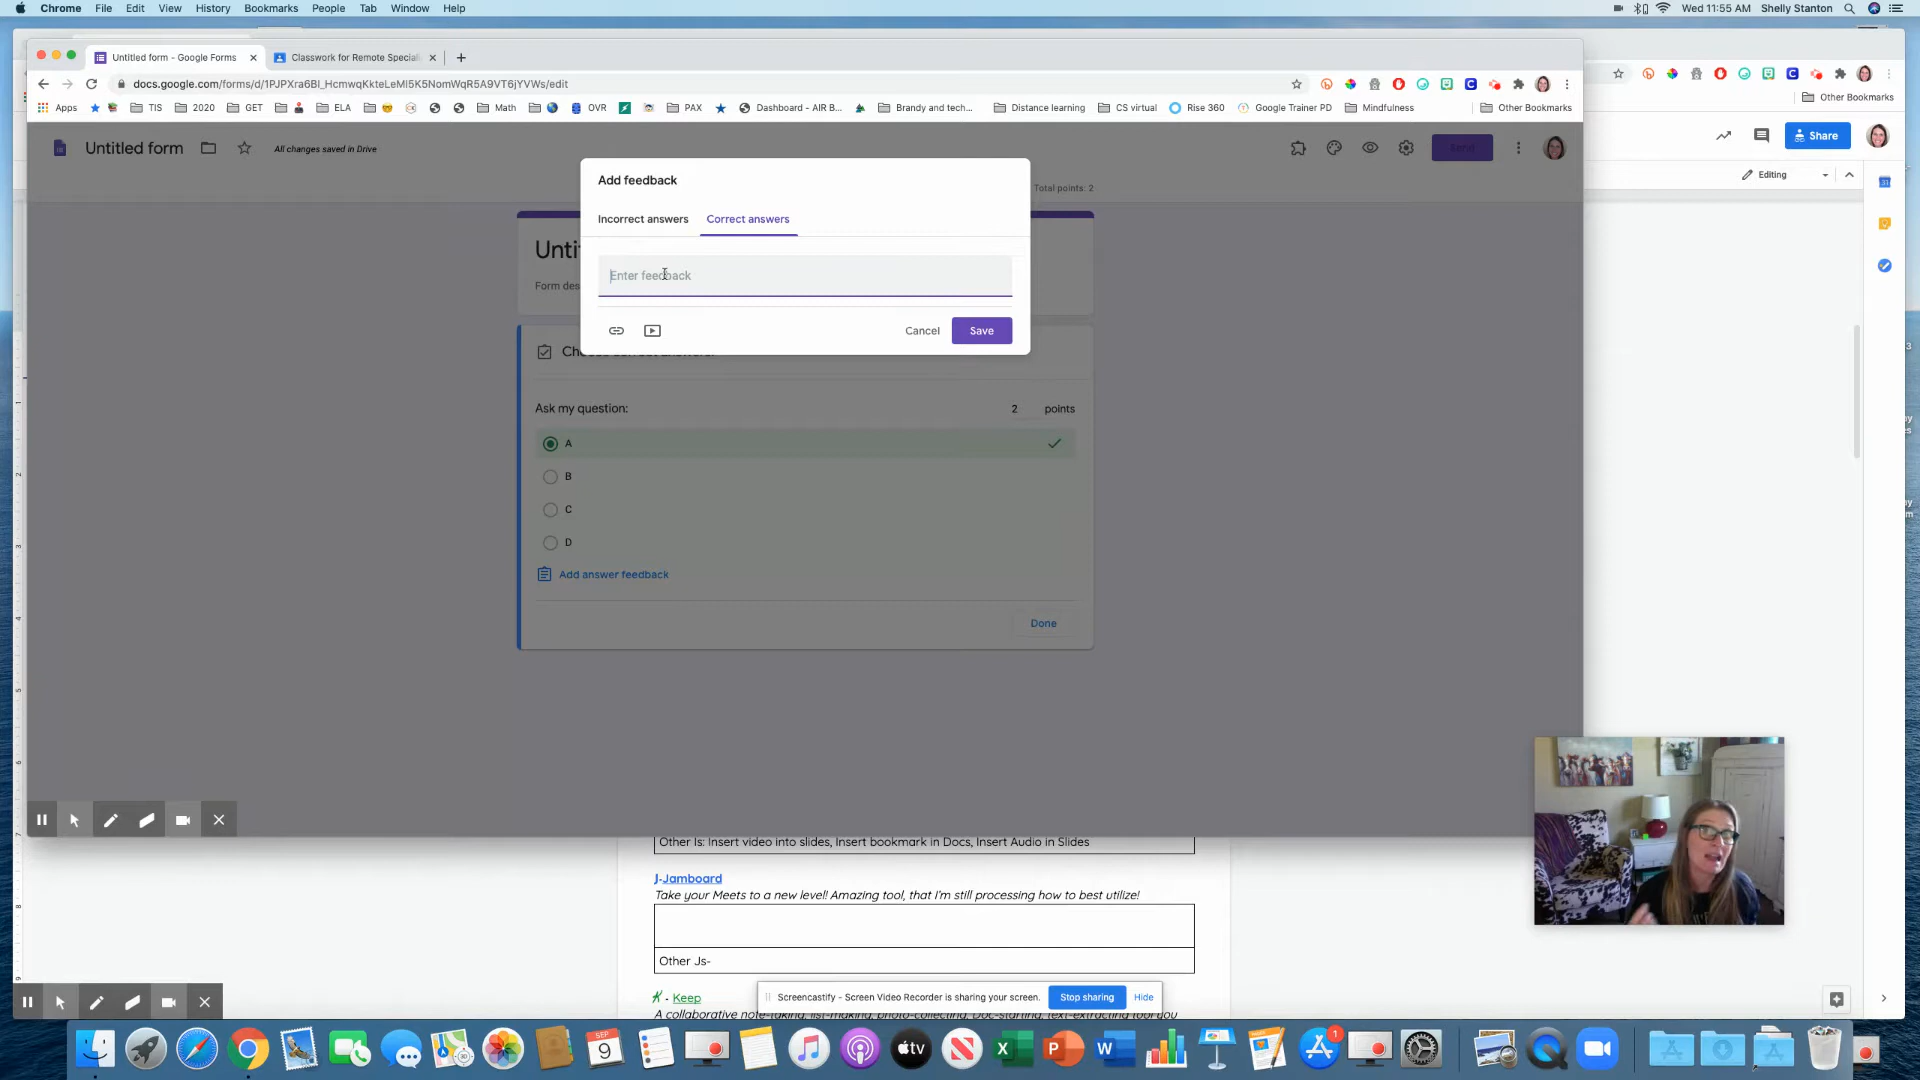 Chrome File Edit View History Bookmarks People Tab Window Help
Wed 11:55 AM Shelly Stanton
Untitled form - Google Forms
Classwork for Remote Special
docs.google.com/forms/d/1PJPXra6Bl_HcmwqKkteLeMl5K5NomWqR5A9VT6jYVWs/edit
Apps TIS 2020 GET ELA Math OVR PAX Dashboard - AIR B... Brandy and tech... Distance learning CS virtual Rise 360 Google Trainer PD Mindfulness Other Bookmarks
Other Bookmarks
Untitled form
All changes saved in Drive
Send
Share
Editing
Total points: 2
Add feedback
Incorrect answers
Correct answers
Enter feedback
Cancel
Save
Unti
Form des
Ask my question:
2 points
A
B
C
D
Add answer feedback
Done
Other Is: Insert video into slides, Insert bookmark in Docs, Insert Audio in Slides
J-Jamboard
Take your Meets to a new level! Amazing tool, that I'm still processing how to best utilize!
Other Js-
K - Keep
Screencastify - Screen Video Recorder is sharing your screen.
Stop sharing
Hide